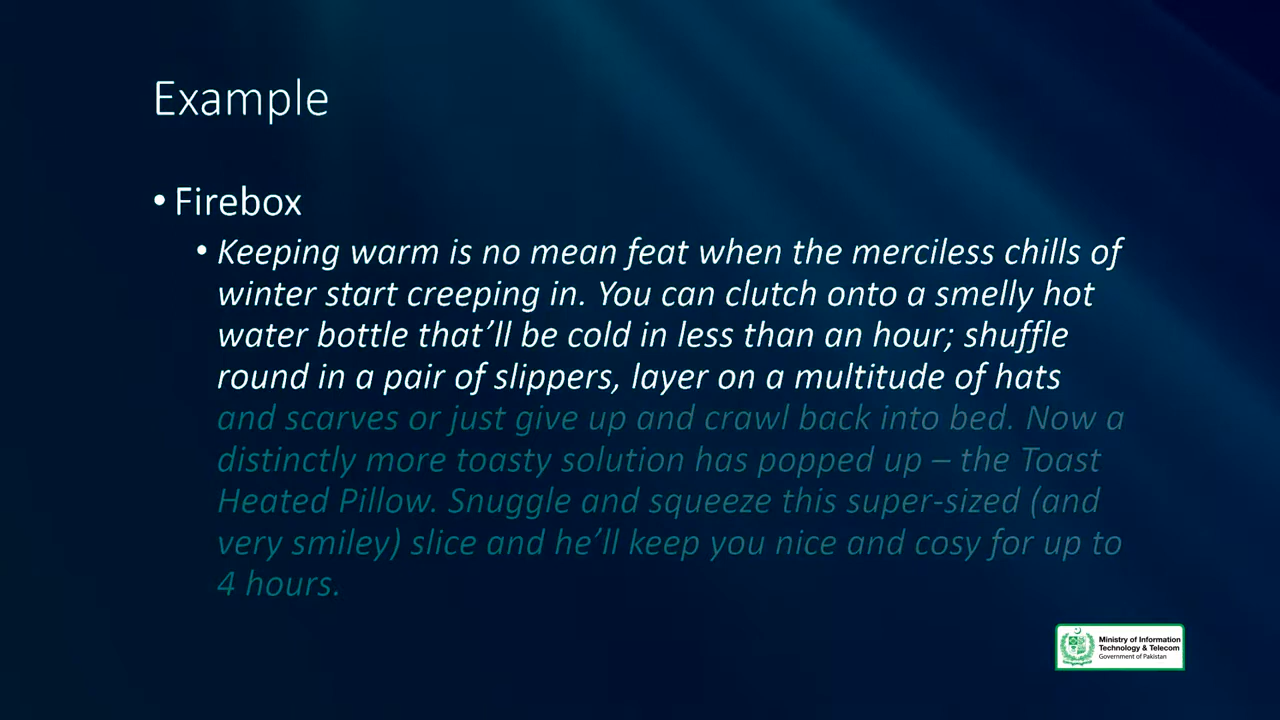 Example
• Firebox
• Keeping warm is no mean feat when the merciless chills of
winter start creeping in. You can clutch onto a smelly hot
water bottle that’ll be cold in less than an hour; shuffle
round in a pair of slippers, layer on a multitude of hats
and scarves or just give up and crawl back into bed. Now a
distinctly more toasty solution has popped up – the Toast
Heated Pillow. Snuggle and squeeze this super-sized (and
very smiley) slice and he’ll keep you nice and cosy for up to
4 hours.
Ministry of Information
Technology & Telecom
Government of Pakistan